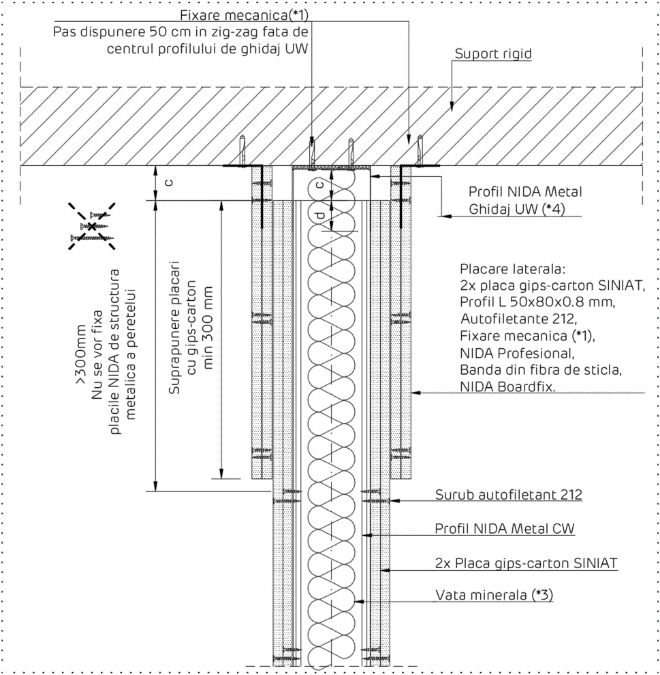 Fixare mecanica(*1)
Pas dispunere 50 cm in zig-zag fata de
centrul profilului de ghidaj UW
Suport rigid
c
c
d
Profil NIDA Metal
Ghidaj UW (*4)
>300mm
Nu se vor fixa
placile NIDA de structura
metalica a peretelui
Suprapunere placari
cu gips-carton
min 300 mm
Placare laterala:
2x placa gips-carton SINIAT,
Profil L 50x80x0.8 mm,
Autofiletante 212,
Fixare mecanica (*1),
NIDA Profesional,
Banda din fibra de sticla,
NIDA Boardfix.
Surub autofiletant 212
Profil NIDA Metal CW
2x Placa gips-carton SINIAT
Vata minerala (*3)